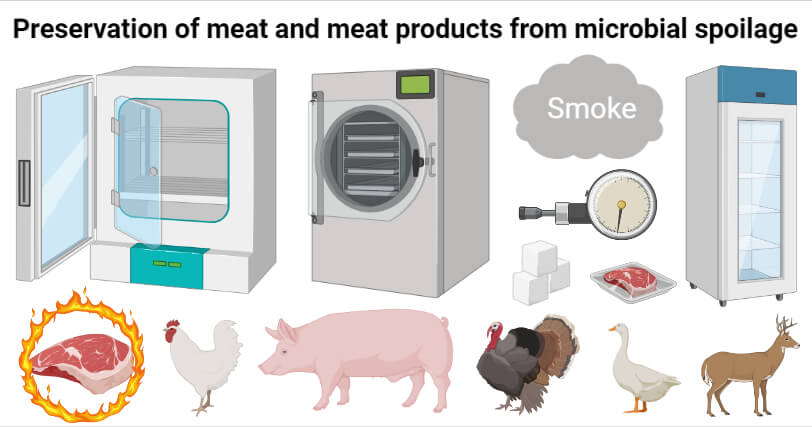 Preservation of meat and meat products from microbial spoilage
Smoke